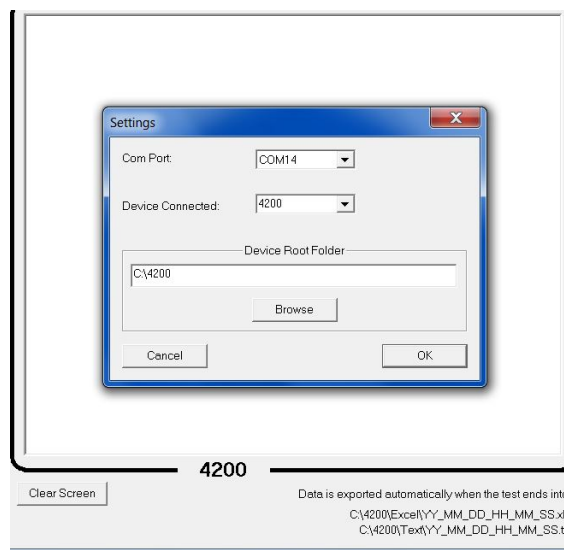 Settings
X
Com Port:
COM14
Device Connected:
4200
Device Root Folder
C:\4200
Browse
Cancel
OK
4200
Clear Screen
Data is exported automatically when the test ends
C:\4200\Excel\YY_MM_DD_HH_MM_SS.x
C:\4200\Text\YY_MM_DD_HH_MM_SS.t